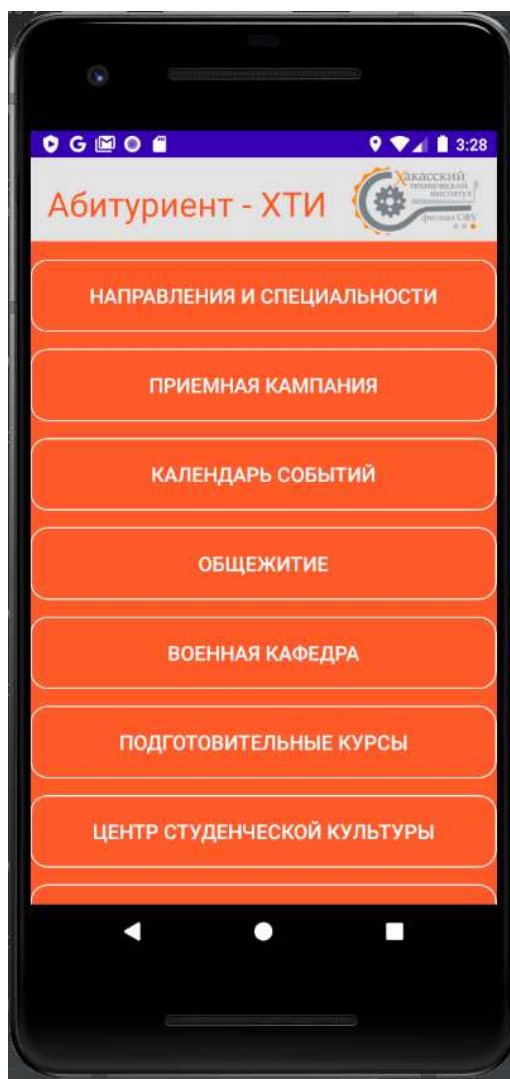 3:28
Абитуриент - ХТИ
Хакасский
технический
институт
филиал СФУ
НАПРАВЛЕНИЯ И СПЕЦИАЛЬНОСТИ
ПРИЕМНАЯ КАМПАНИЯ
КАЛЕНДАРЬ СОБЫТИЙ
ОБЩЕЖИТИЕ
ВОЕННАЯ КАФЕДРА
ПОДГОТОВИТЕЛЬНЫЕ КУРСЫ
ЦЕНТР СТУДЕНЧЕСКОЙ КУЛЬТУРЫ